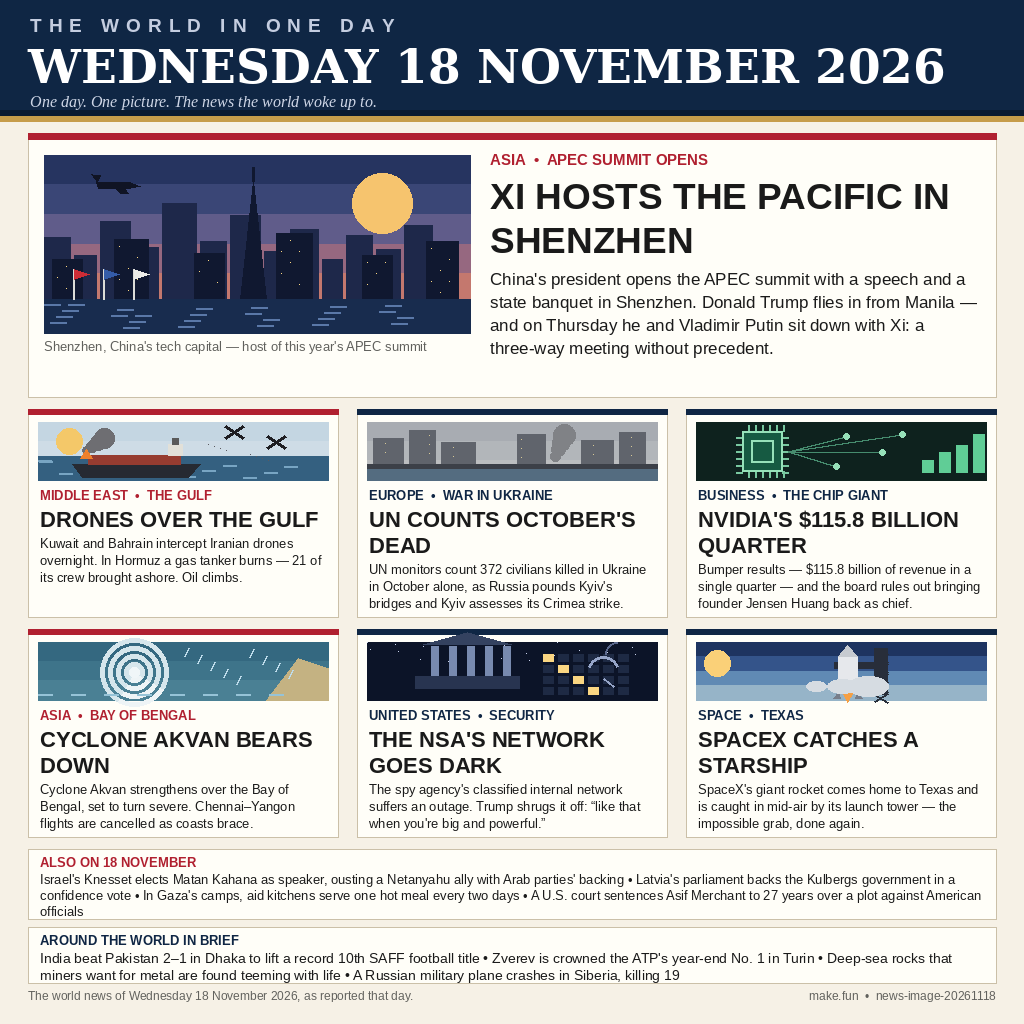 THE WORLD IN ONE DAY
WEDNESDAY 18 NOVEMBER 2026
One day. One picture. The news the world woke up to.
ASIA • APEC SUMMIT OPENS
XI HOSTS THE PACIFIC IN
SHENZHEN
China's president opens the APEC summit with a speech and a
state banquet in Shenzhen. Donald Trump flies in from Manila —
and on Thursday he and Vladimir Putin sit down with Xi: a
three-way meeting without precedent.
Shenzhen, China's tech capital — host of this year's APEC summit
MIDDLE EAST • THE GULF
DRONES OVER THE GULF
Kuwait and Bahrain intercept Iranian drones
overnight. In Hormuz a gas tanker burns — 21 of
its crew brought ashore. Oil climbs.
EUROPE • WAR IN UKRAINE
UN COUNTS OCTOBER'S
DEAD
UN monitors count 372 civilians killed in Ukraine
in October alone, as Russia pounds Kyiv's
bridges and Kyiv assesses its Crimea strike.
BUSINESS • THE CHIP GIANT
NVIDIA'S $115.8 BILLION
QUARTER
Bumper results — $115.8 billion of revenue in a
single quarter — and the board rules out bringing
founder Jensen Huang back as chief.
ASIA • BAY OF BENGAL
CYCLONE AKVAN BEARS
DOWN
Cyclone Akvan strengthens over the Bay of
Bengal, set to turn severe. Chennai–Yangon
flights are cancelled as coasts brace.
UNITED STATES • SECURITY
THE NSA'S NETWORK
GOES DARK
The spy agency's classified internal network
suffers an outage. Trump shrugs it off: “like that
when you're big and powerful.”
SPACE • TEXAS
SPACEX CATCHES A
STARSHIP
SpaceX's giant rocket comes home to Texas and
is caught in mid-air by its launch tower — the
impossible grab, done again.
ALSO ON 18 NOVEMBER
Israel's Knesset elects Matan Kahana as speaker, ousting a Netanyahu ally with Arab parties' backing • Latvia's parliament backs the Kulbergs government in a
confidence vote • In Gaza's camps, aid kitchens serve one hot meal every two days • A U.S. court sentences Asif Merchant to 27 years over a plot against American
officials
AROUND THE WORLD IN BRIEF
India beat Pakistan 2–1 in Dhaka to lift a record 10th SAFF football title • Zverev is crowned the ATP's year-end No. 1 in Turin • Deep-sea rocks that
miners want for metal are found teeming with life • A Russian military plane crashes in Siberia, killing 19
The world news of Wednesday 18 November 2026, as reported that day.
make.fun • news-image-20261118